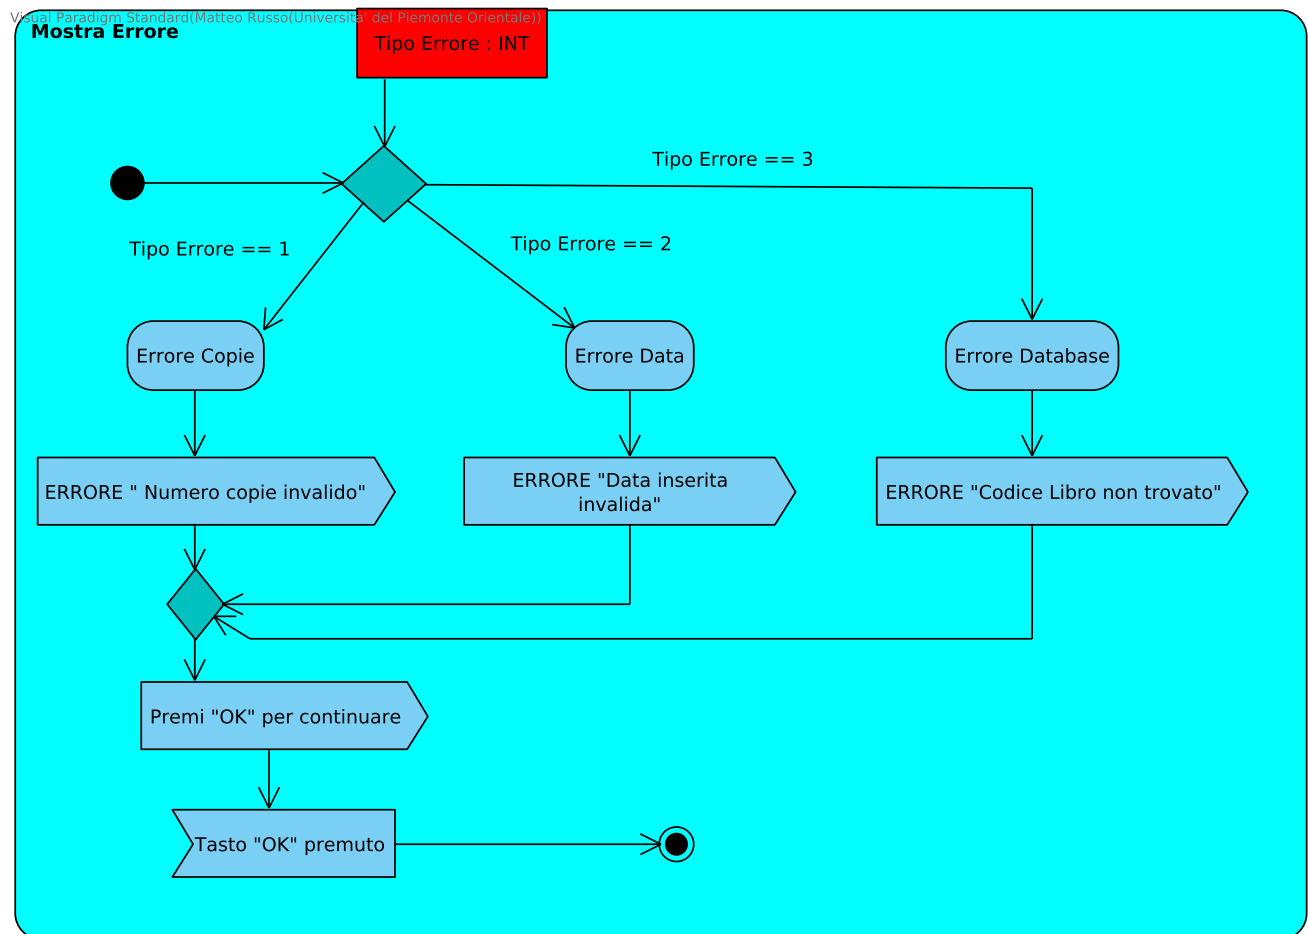 Visual Paradigm Standard(Matteo Russo(Universita' del Piemonte Orientale))
Mostra Errore
Tipo Errore : INT
Tipo Errore == 3
Tipo Errore == 1
Tipo Errore == 2
Errore Copie
Errore Data
Errore Database
ERRORE " Numero copie invalido"
ERRORE "Data inserita
invalida"
ERRORE "Codice Libro non trovato"
Premi "OK" per continuare
Tasto "OK" premuto